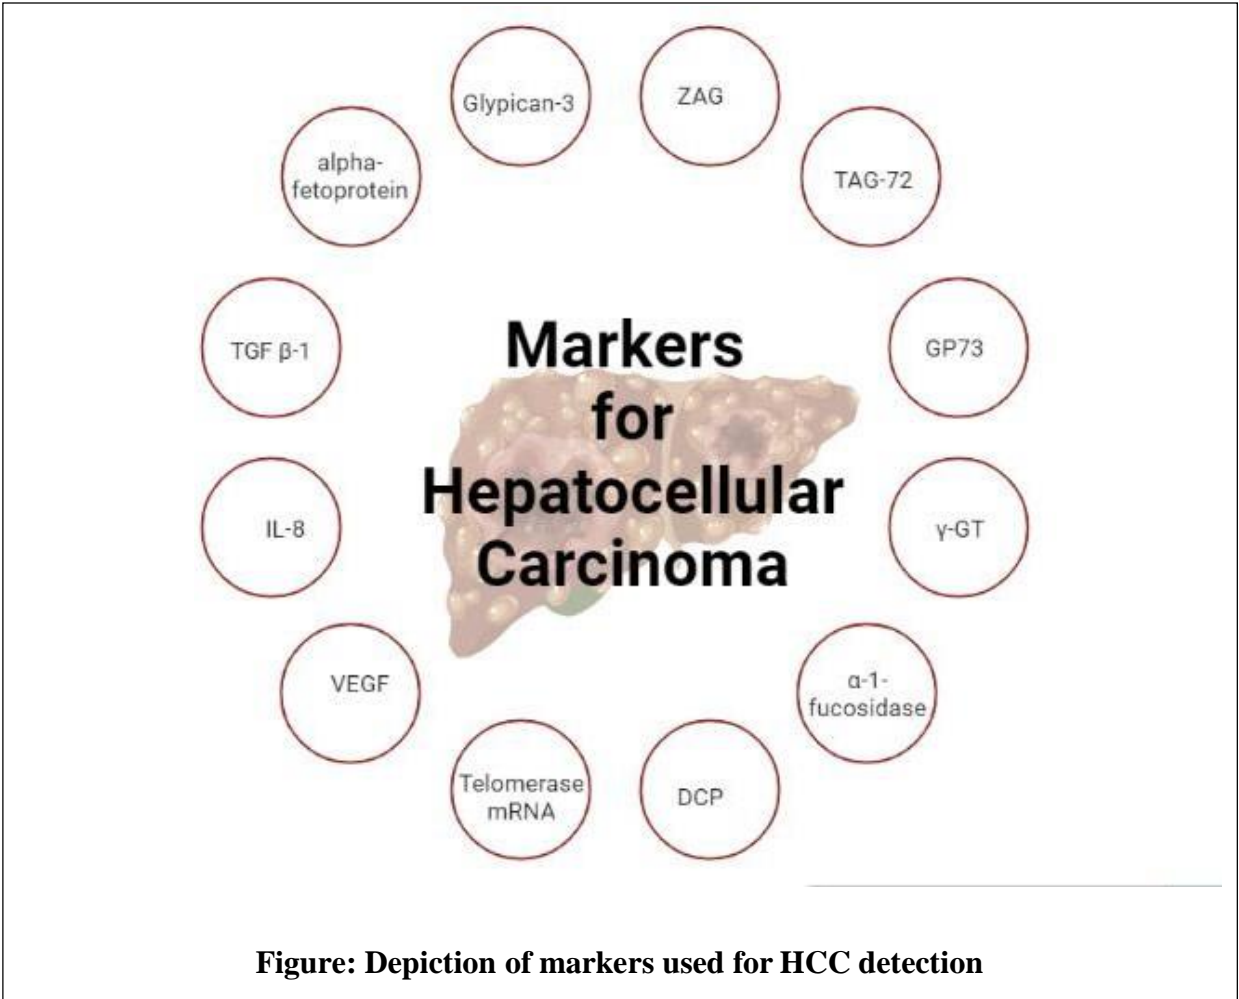 Glypican-3
ZAG
alpha-
fetoprotein
TAG-72
TGF β-1
GP73
Markers
for
Hepatocellular
Carcinoma
IL-8
γ-GT
VEGF
α-1-
fucosidase
Telomerase
mRNA
DCP
Figure: Depiction of markers used for HCC detection